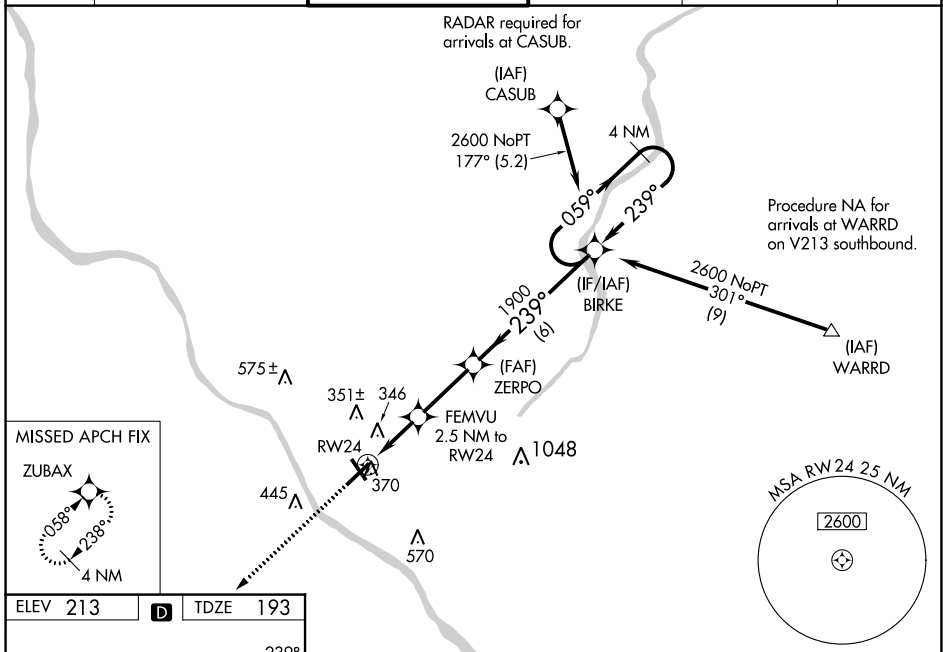 RADAR required for
arrivals at CASUB.
(IAF)
CASUB
4 NM
2600 NoPT
177° (5.2)
059°
239°
Procedure NA for
arrivals at WARRD
on V213 southbound.
(IF/IAF)
BIRKE
2600 NoPT
301°
(9)
(IAF)
WARRD
1900
239°
(6)
(FAF)
ZERPO
575±
351±
346
FEMVU
2.5 NM to
RW24
RW24
1048
370
445
570
MISSED APCH FIX
ZUBAX
058°
238°
4 NM
MSA RW24 25 NM
2600
ELEV 213
D
TDZE 193
239°